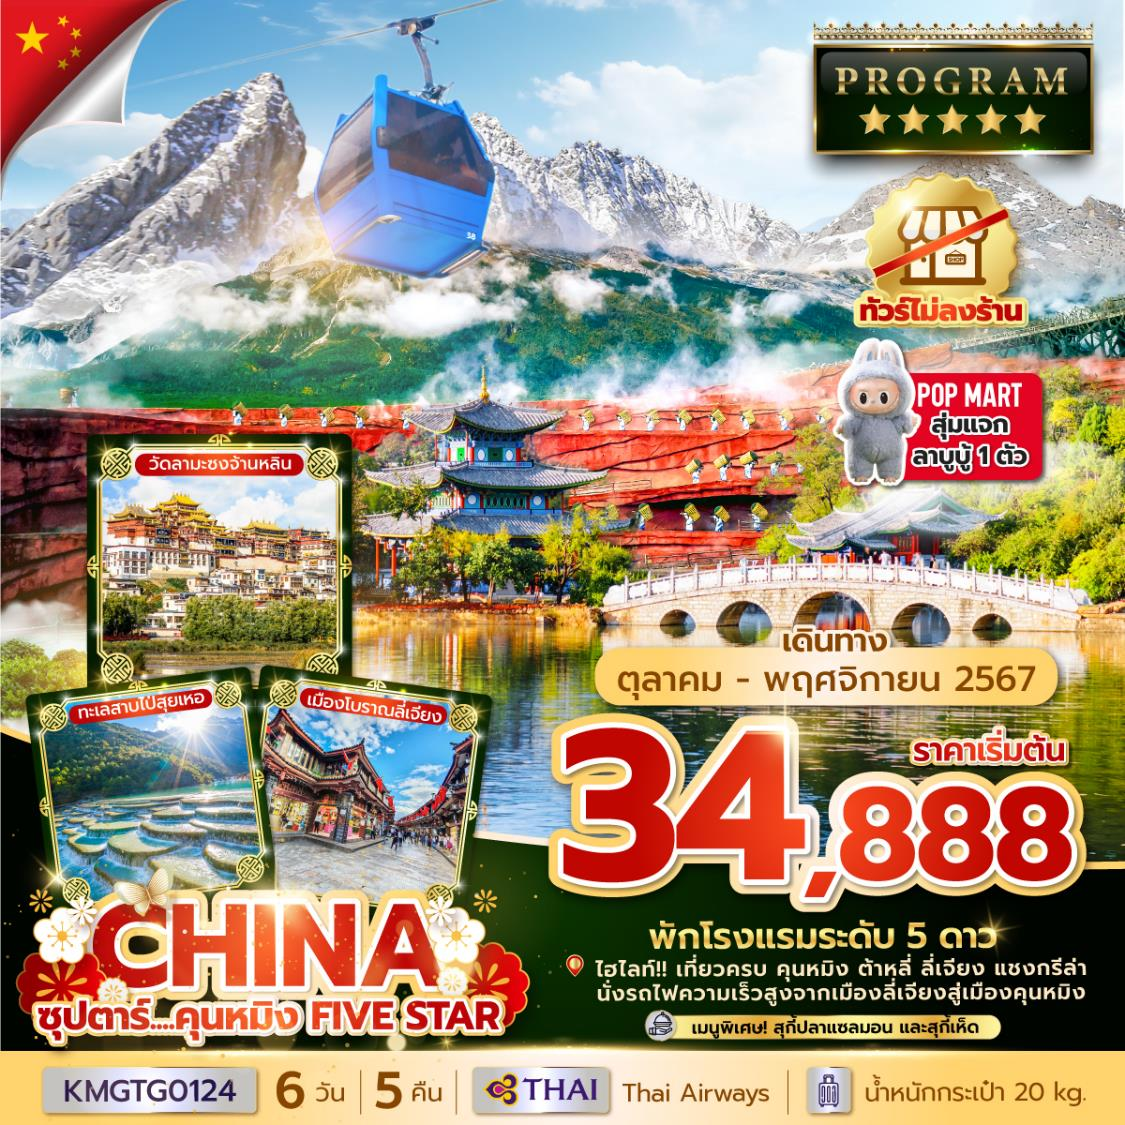 PROGRAM
SHOP
ทัวร์ไม่ลงร้าน
38
POP MART
สุ่มแจก
ลาบูบู้ 1 ตัว
วัดลามะซงจ้านหลิน
ทะเลสาบไป๋สุยเหอ
เมืองโบราณลี่เจียง
เดินทาง
ตุลาคม - พฤศจิกายน 2567
ราคาเริ่มต้น
34,888
CHINA
ซุปตาร์....คุนหมิง FIVE STAR
พักโรงแรมระดับ 5 ดาว
ไฮไลท์!! เที่ยวครบ คุนหมิง ต้าหลี่ ลี่เจียง แชงกรีล่า
นั่งรถไฟความเร็วสูงจากเมืองลี่เจียงสู่เมืองคุนหมิง
เมนูพิเศษ! สุกี้ปลาแซลมอน และสุกี้เห็ด
KMGTG0124 6 วัน 5 คืน THAI Thai Airways น้ำหนักกระเป๋า 20 kg.